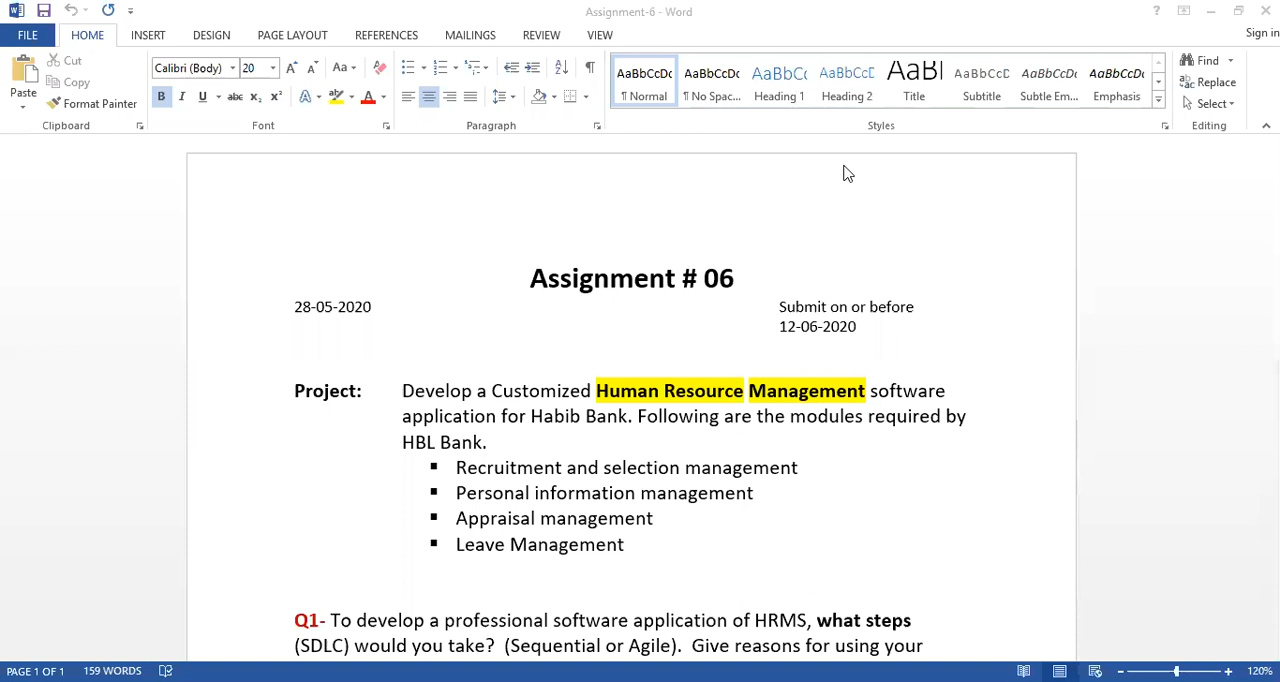 Assignment-6 - Word
?
Sign in
FILE HOME INSERT DESIGN PAGE LAYOUT REFERENCES MAILINGS REVIEW VIEW
Paste
Cut
Copy
Format Painter
Clipboard
Calibri (Body) 20
Aa
B I U abc x₂ x²
A A
Font
Paragraph
AaBbCcDc AaBbCcDc AaBbCc AaBbCcD AaBl AaBbCcD AaBbCcDc AaBbCcDc
¶ Normal ¶ No Spac... Heading 1 Heading 2 Title Subtitle Subtle Em... Emphasis
Styles
Find
Replace
Select
Editing
Assignment # 06
28-05-2020 Submit on or before
12-06-2020
Project: Develop a Customized Human Resource Management software
application for Habib Bank. Following are the modules required by
HBL Bank.
▪ Recruitment and selection management
▪ Personal information management
▪ Appraisal management
▪ Leave Management
Q1- To develop a professional software application of HRMS, what steps
(SDLC) would you take? (Sequential or Agile). Give reasons for using your
PAGE 1 OF 1 159 WORDS
120%